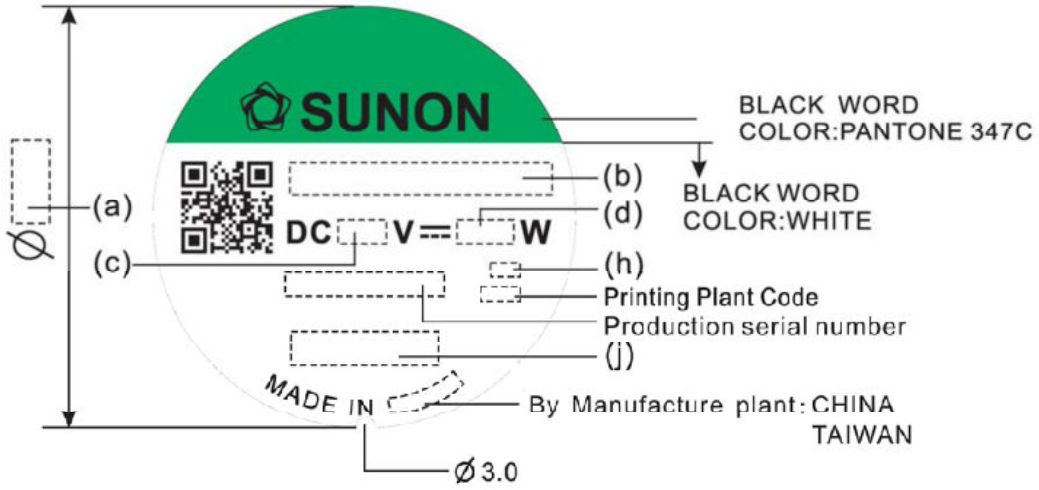 SUNON
BLACK WORD
COLOR:PANTONE 347C
(b)
BLACK WORD
COLOR:WHITE
(a)
Ø
DC V W
(d)
(c)
(h)
Printing Plant Code
Production serial number
(j)
MADE IN
By Manufacture plant: CHINA
TAIWAN
Ø 3.0